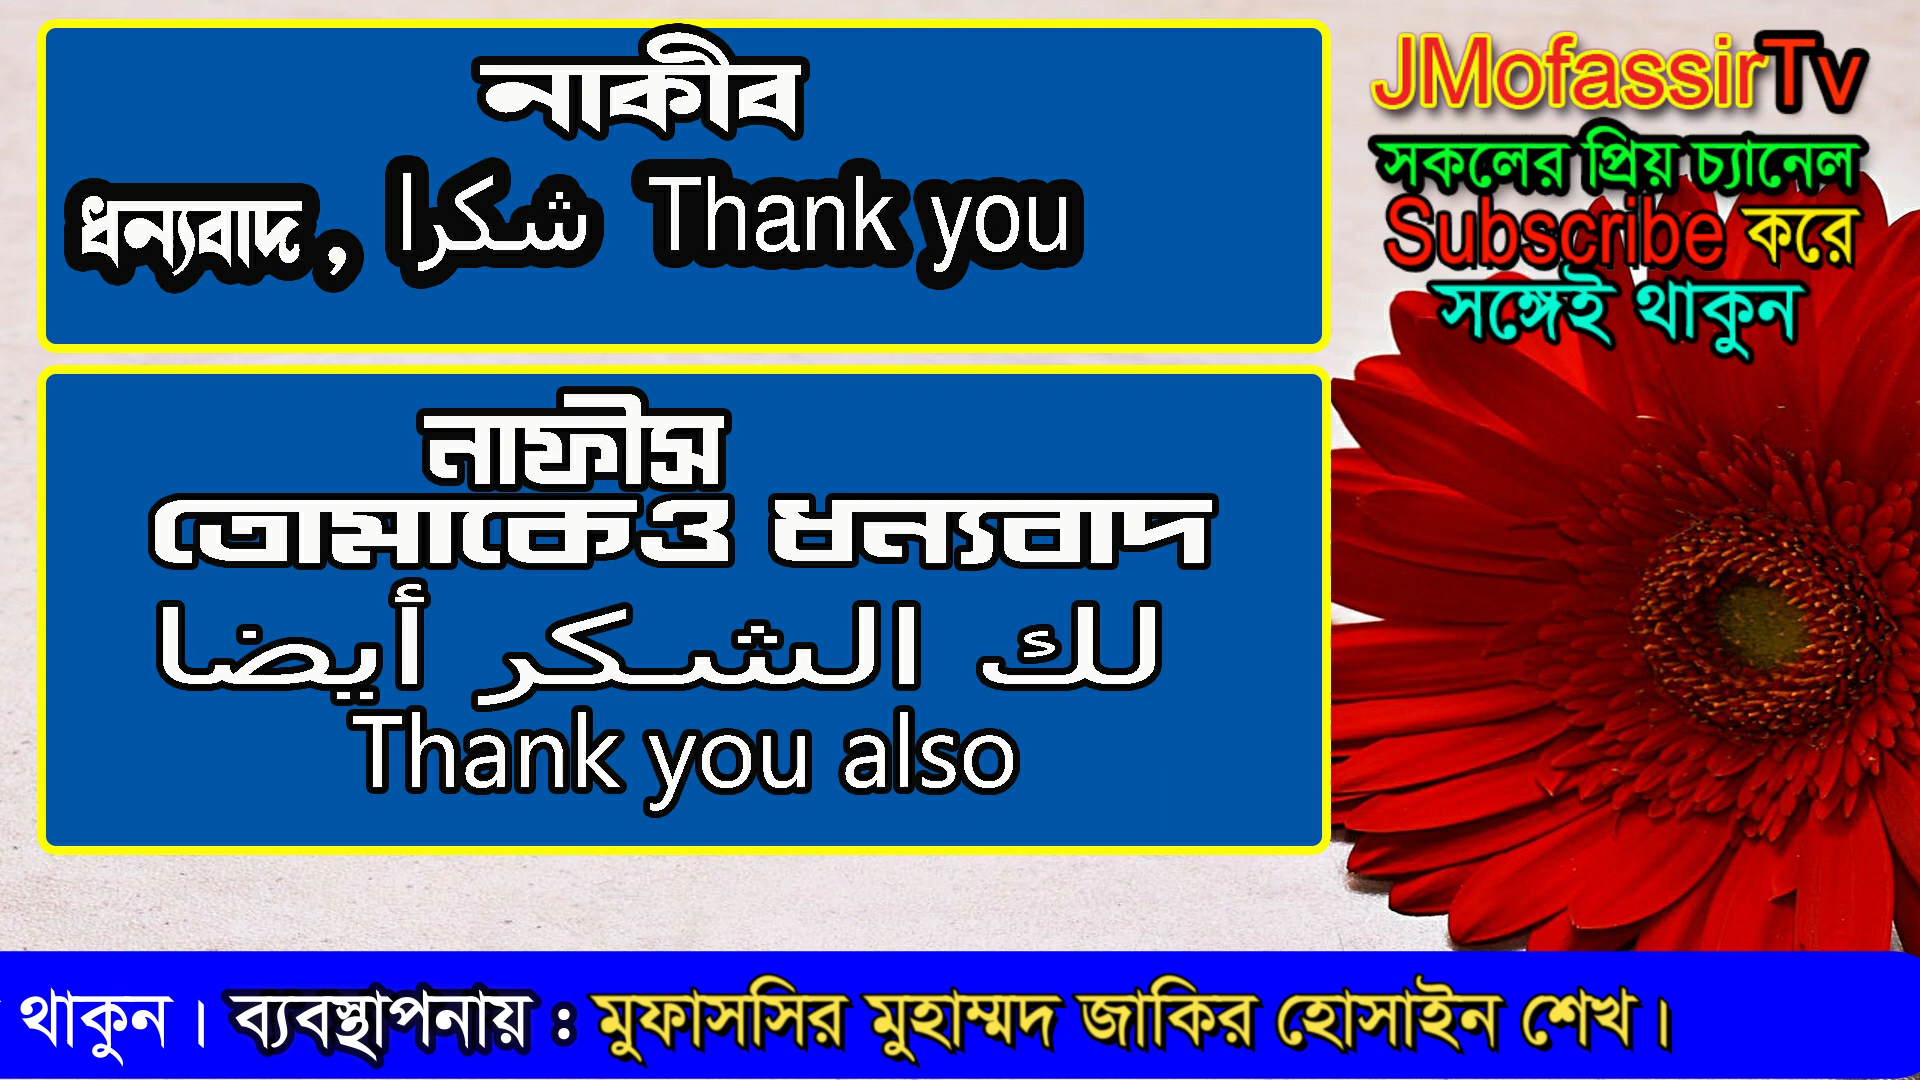 নাকীব
ধন্যবাদ , شكرا Thank you
নাফীস
তোমাকেও ধন্যবাদ
لك الشكر أيضا
Thank you also
JMofassirTv
সকলের প্রিয় চ্যানেল
Subscribe করে
সঙ্গেই থাকুন
থাকুন । ব্যবস্থাপনায় : মুফাসসির মুহাম্মদ জাকির হোসাইন শেখ ।